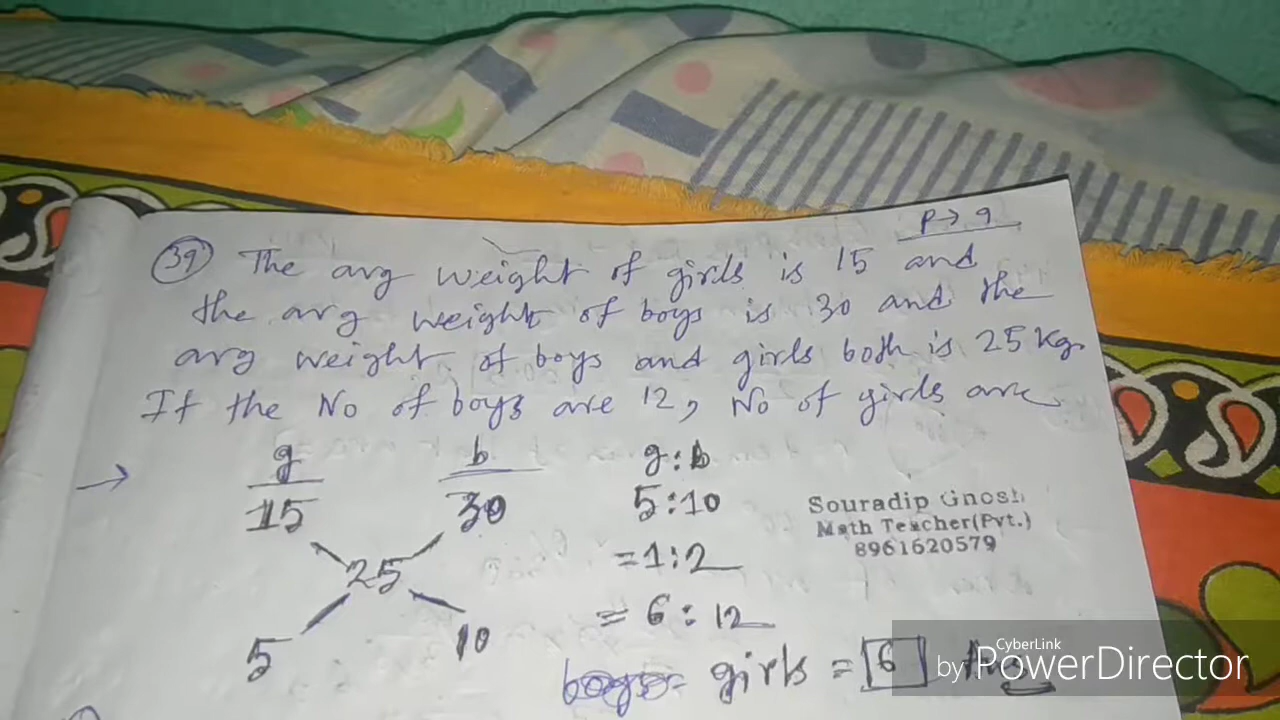 P→9
(39) The avg weight of girls is 15 and
the avg weight of boys is 30 and the
avg weight of boys and girls both is 25 kg.
If the No of boys are 12, No of girls are
→ g b g:b
15 30 5:10
25 =1:2
5 10 = 6:12
girls = 6 Ans
Souradip Ghosh
Math Teacher(Pvt.)
8961620579
CyberLink
by PowerDirector